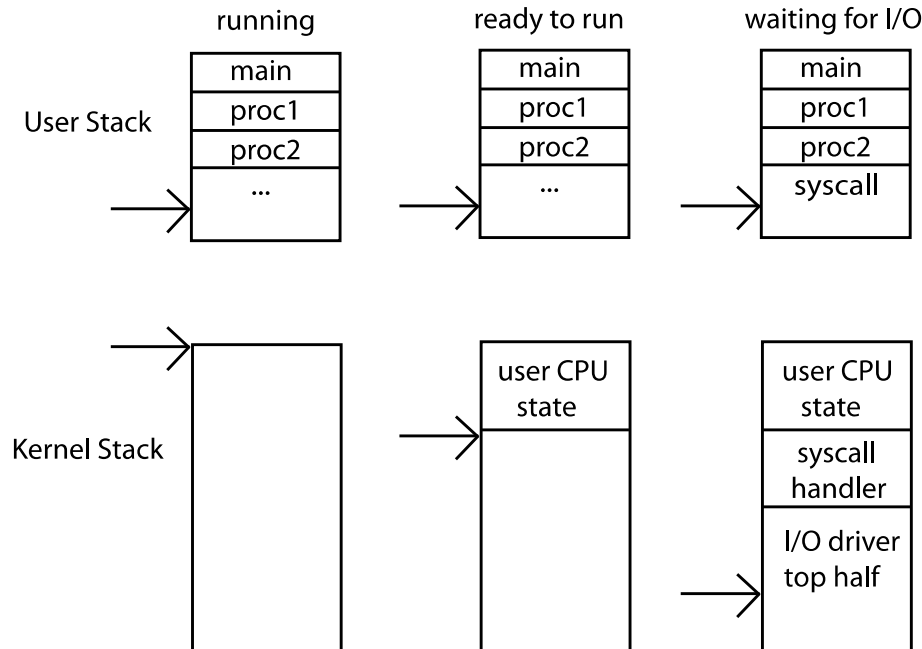 running
ready to run
waiting for I/O
User Stack
main
proc1
proc2
...
main
proc1
proc2
...
main
proc1
proc2
syscall
Kernel Stack
user CPU
state
user CPU
state
syscall
handler
I/O driver
top half